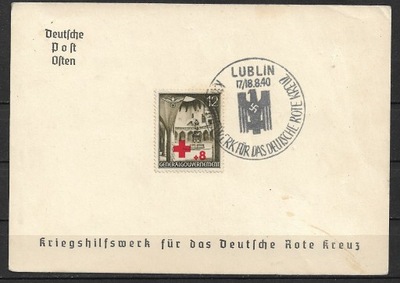 Deutsche
Post
Osten
LUBLIN
17/18.8.40
FÜR DAS DEUTSCHE ROTE KREUZ
12
+8
GENERALGOUVERNEMENT
Kriegshilfswerk für das Deutsche Rote Kreuz